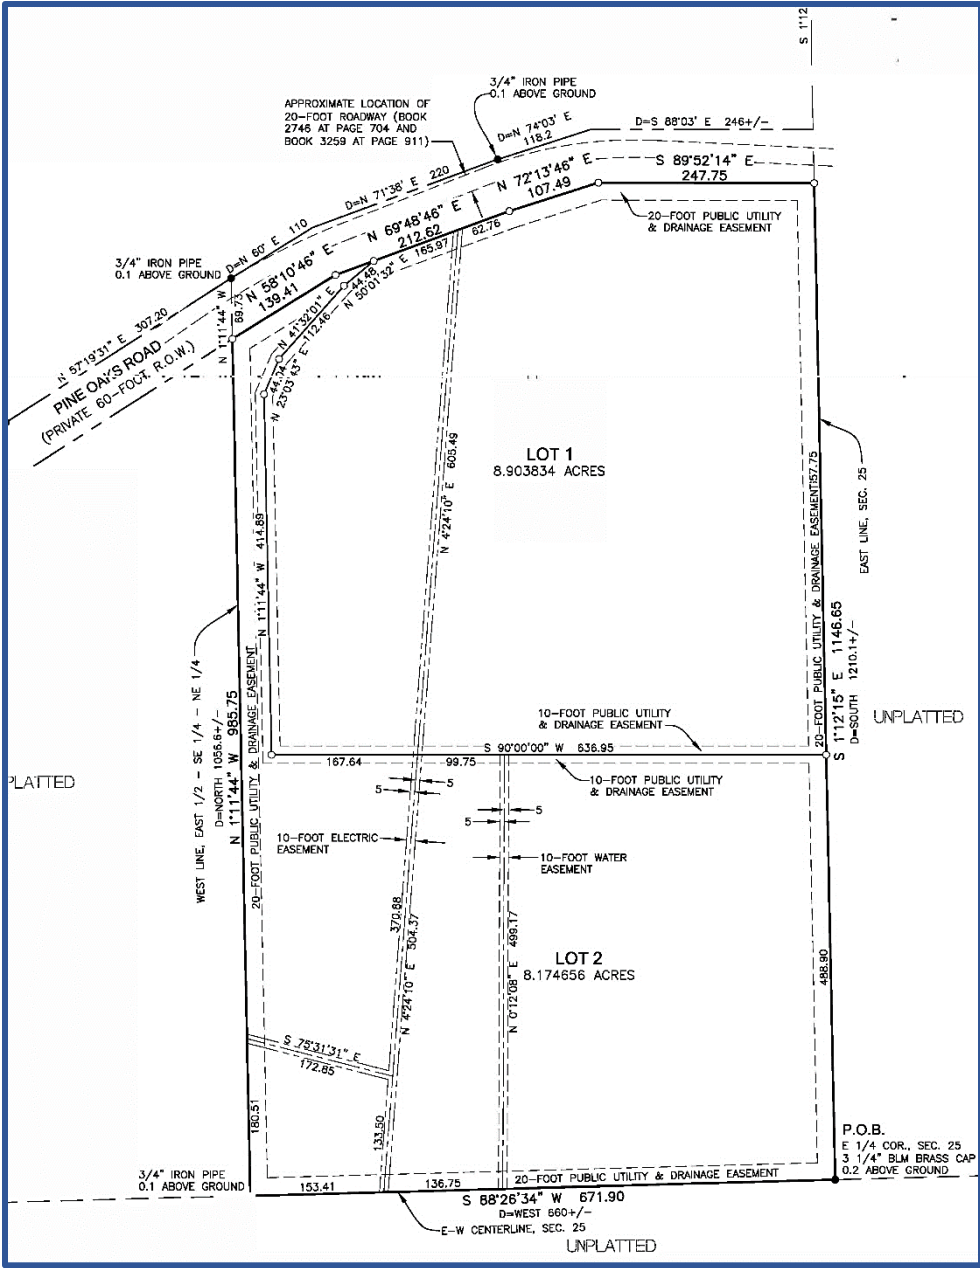 S 1°12
3/4" IRON PIPE
0.1 ABOVE GROUND
APPROXIMATE LOCATION OF
20-FOOT ROADWAY (BOOK
2746 AT PAGE 704 AND
BOOK 3259 AT PAGE 911)
D=N 74°03' E
118.2
D=S 88°03' E 246+/-
D=N 71°38' E 220
N 72°13'46" E
107.49
S 89°52'14" E
247.75
20-FOOT PUBLIC UTILITY
& DRAINAGE EASEMENT
D=N 60° E 110
N 69°48'46" E
212.62
62.76
3/4" IRON PIPE
0.1 ABOVE GROUND
N 58°10'46" E
139.41
N 50°01'32" E 165.97
44.48
N 1°11'44" W 69.73
N 41°32'01" E
112.46
N 57°19'31" E 307.20
PINE OAKS ROAD
(PRIVATE 60-FOOT R.O.W.)
44.04
N 23°03'43" E
LOT 1
8.903834 ACRES
N 4°24'10" E 605.49
N 1°11'44" W 414.89
20-FOOT PUBLIC UTILITY & DRAINAGE EASEMENT
657.75
EAST LINE, SEC. 25
S 1°12'15" E 1146.65
D=SOUTH 1210.1+/-
UNPLATTED
WEST LINE, EAST 1/2 - SE 1/4 - NE 1/4
D=NORTH 1056.6+/-
N 1°11'44" W 985.75
20-FOOT PUBLIC UTILITY & DRAINAGE EASEMENT
PLATTED
10-FOOT PUBLIC UTILITY
& DRAINAGE EASEMENT
S 90°00'00" W 636.95
167.64
99.75
10-FOOT PUBLIC UTILITY
& DRAINAGE EASEMENT
5
5
5
5
10-FOOT ELECTRIC
EASEMENT
10-FOOT WATER
EASEMENT
370.88
N 4°24'10" E 504.37
N 0°12'08" E 499.17
LOT 2
8.174656 ACRES
488.90
S 75°31'31" E
172.85
180.51
133.50
P.O.B.
E 1/4 COR., SEC. 25
3 1/4" BLM BRASS CAP
0.2 ABOVE GROUND
3/4" IRON PIPE
0.1 ABOVE GROUND
153.41
136.75
20-FOOT PUBLIC UTILITY & DRAINAGE EASEMENT
S 88°26'34" W 671.90
D=WEST 660+/-
E-W CENTERLINE, SEC. 25
UNPLATTED